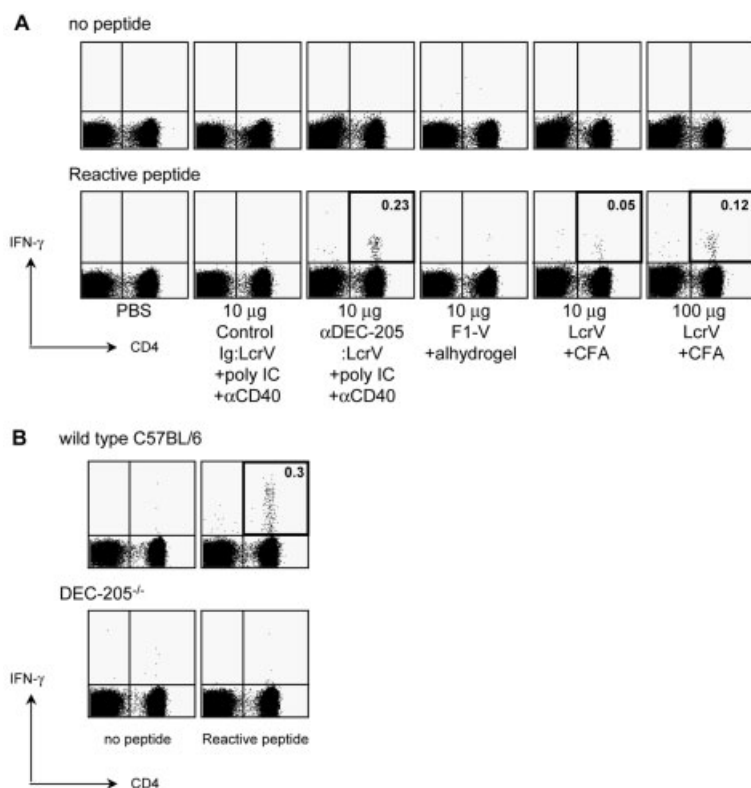 A
no peptide
Reactive peptide
0.23
0.05
0.12
IFN-γ
CD4
PBS
10 μg
Control
Ig:LcrV
+poly IC
+αCD40
10 μg
αDEC-205
:LcrV
+poly IC
+αCD40
10 μg
F1-V
+alhydrogel
10 μg
LcrV
+CFA
100 μg
LcrV
+CFA
B
wild type C57BL/6
0.3
DEC-205-/-
IFN-γ
no peptide
Reactive peptide
CD4